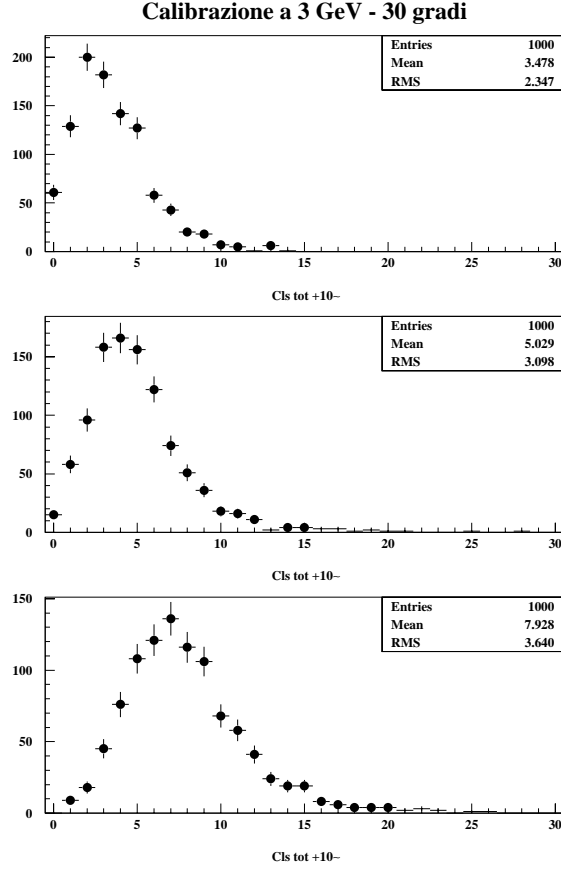 Calibrazione a 3 GeV - 30 gradi
Entries 1000
Mean 3.478
RMS 2.347
200
150
100
50
0
0 5 10 15 20 25 30
Cls tot +10~
Entries 1000
Mean 5.029
RMS 3.098
150
100
50
0
0 5 10 15 20 25 30
Cls tot +10~
Entries 1000
Mean 7.928
RMS 3.640
150
100
50
0
0 5 10 15 20 25 30
Cls tot +10~